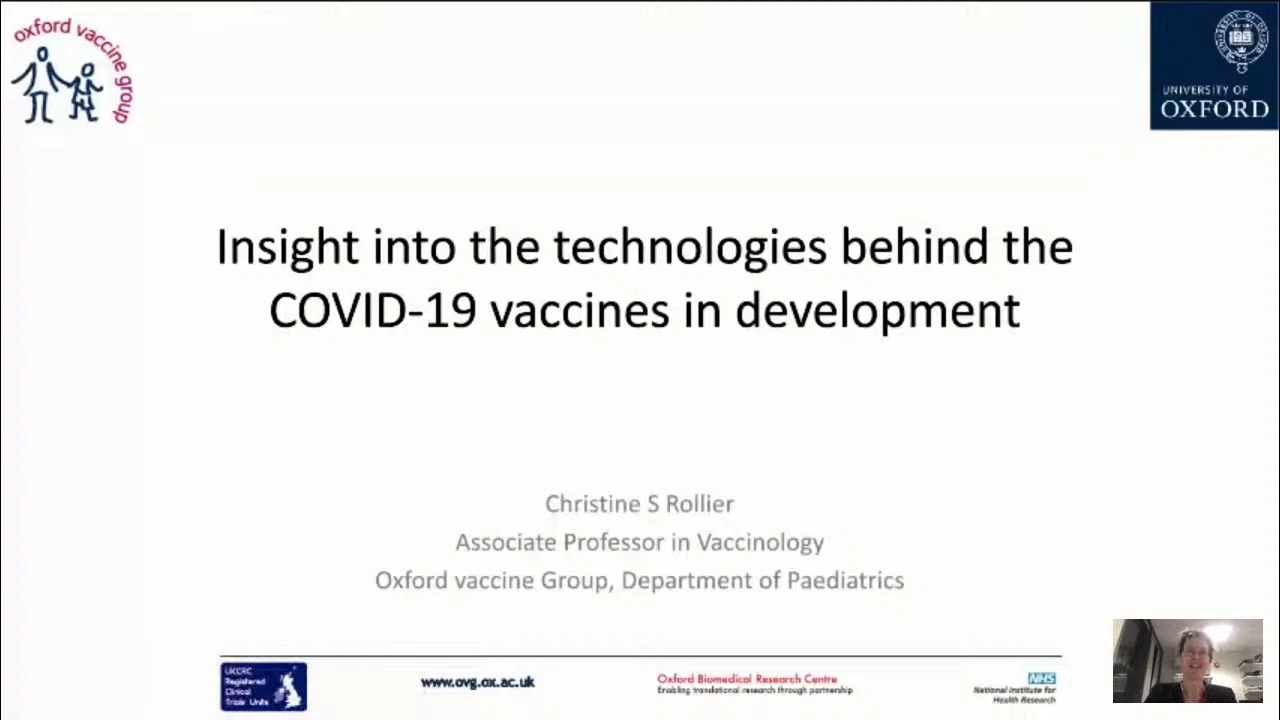 oxford vaccine group
UNIVERSITY OF
OXFORD
Insight into the technologies behind the
COVID-19 vaccines in development
Christine S Rollier
Associate Professor in Vaccinology
Oxford vaccine Group, Department of Paediatrics
UKCRC
Registered
Clinical
Trials Units
www.ovg.ox.ac.uk
Oxford Biomedical Research Centre
Enabling translational research through partnership
NHS
National Institute for
Health Research